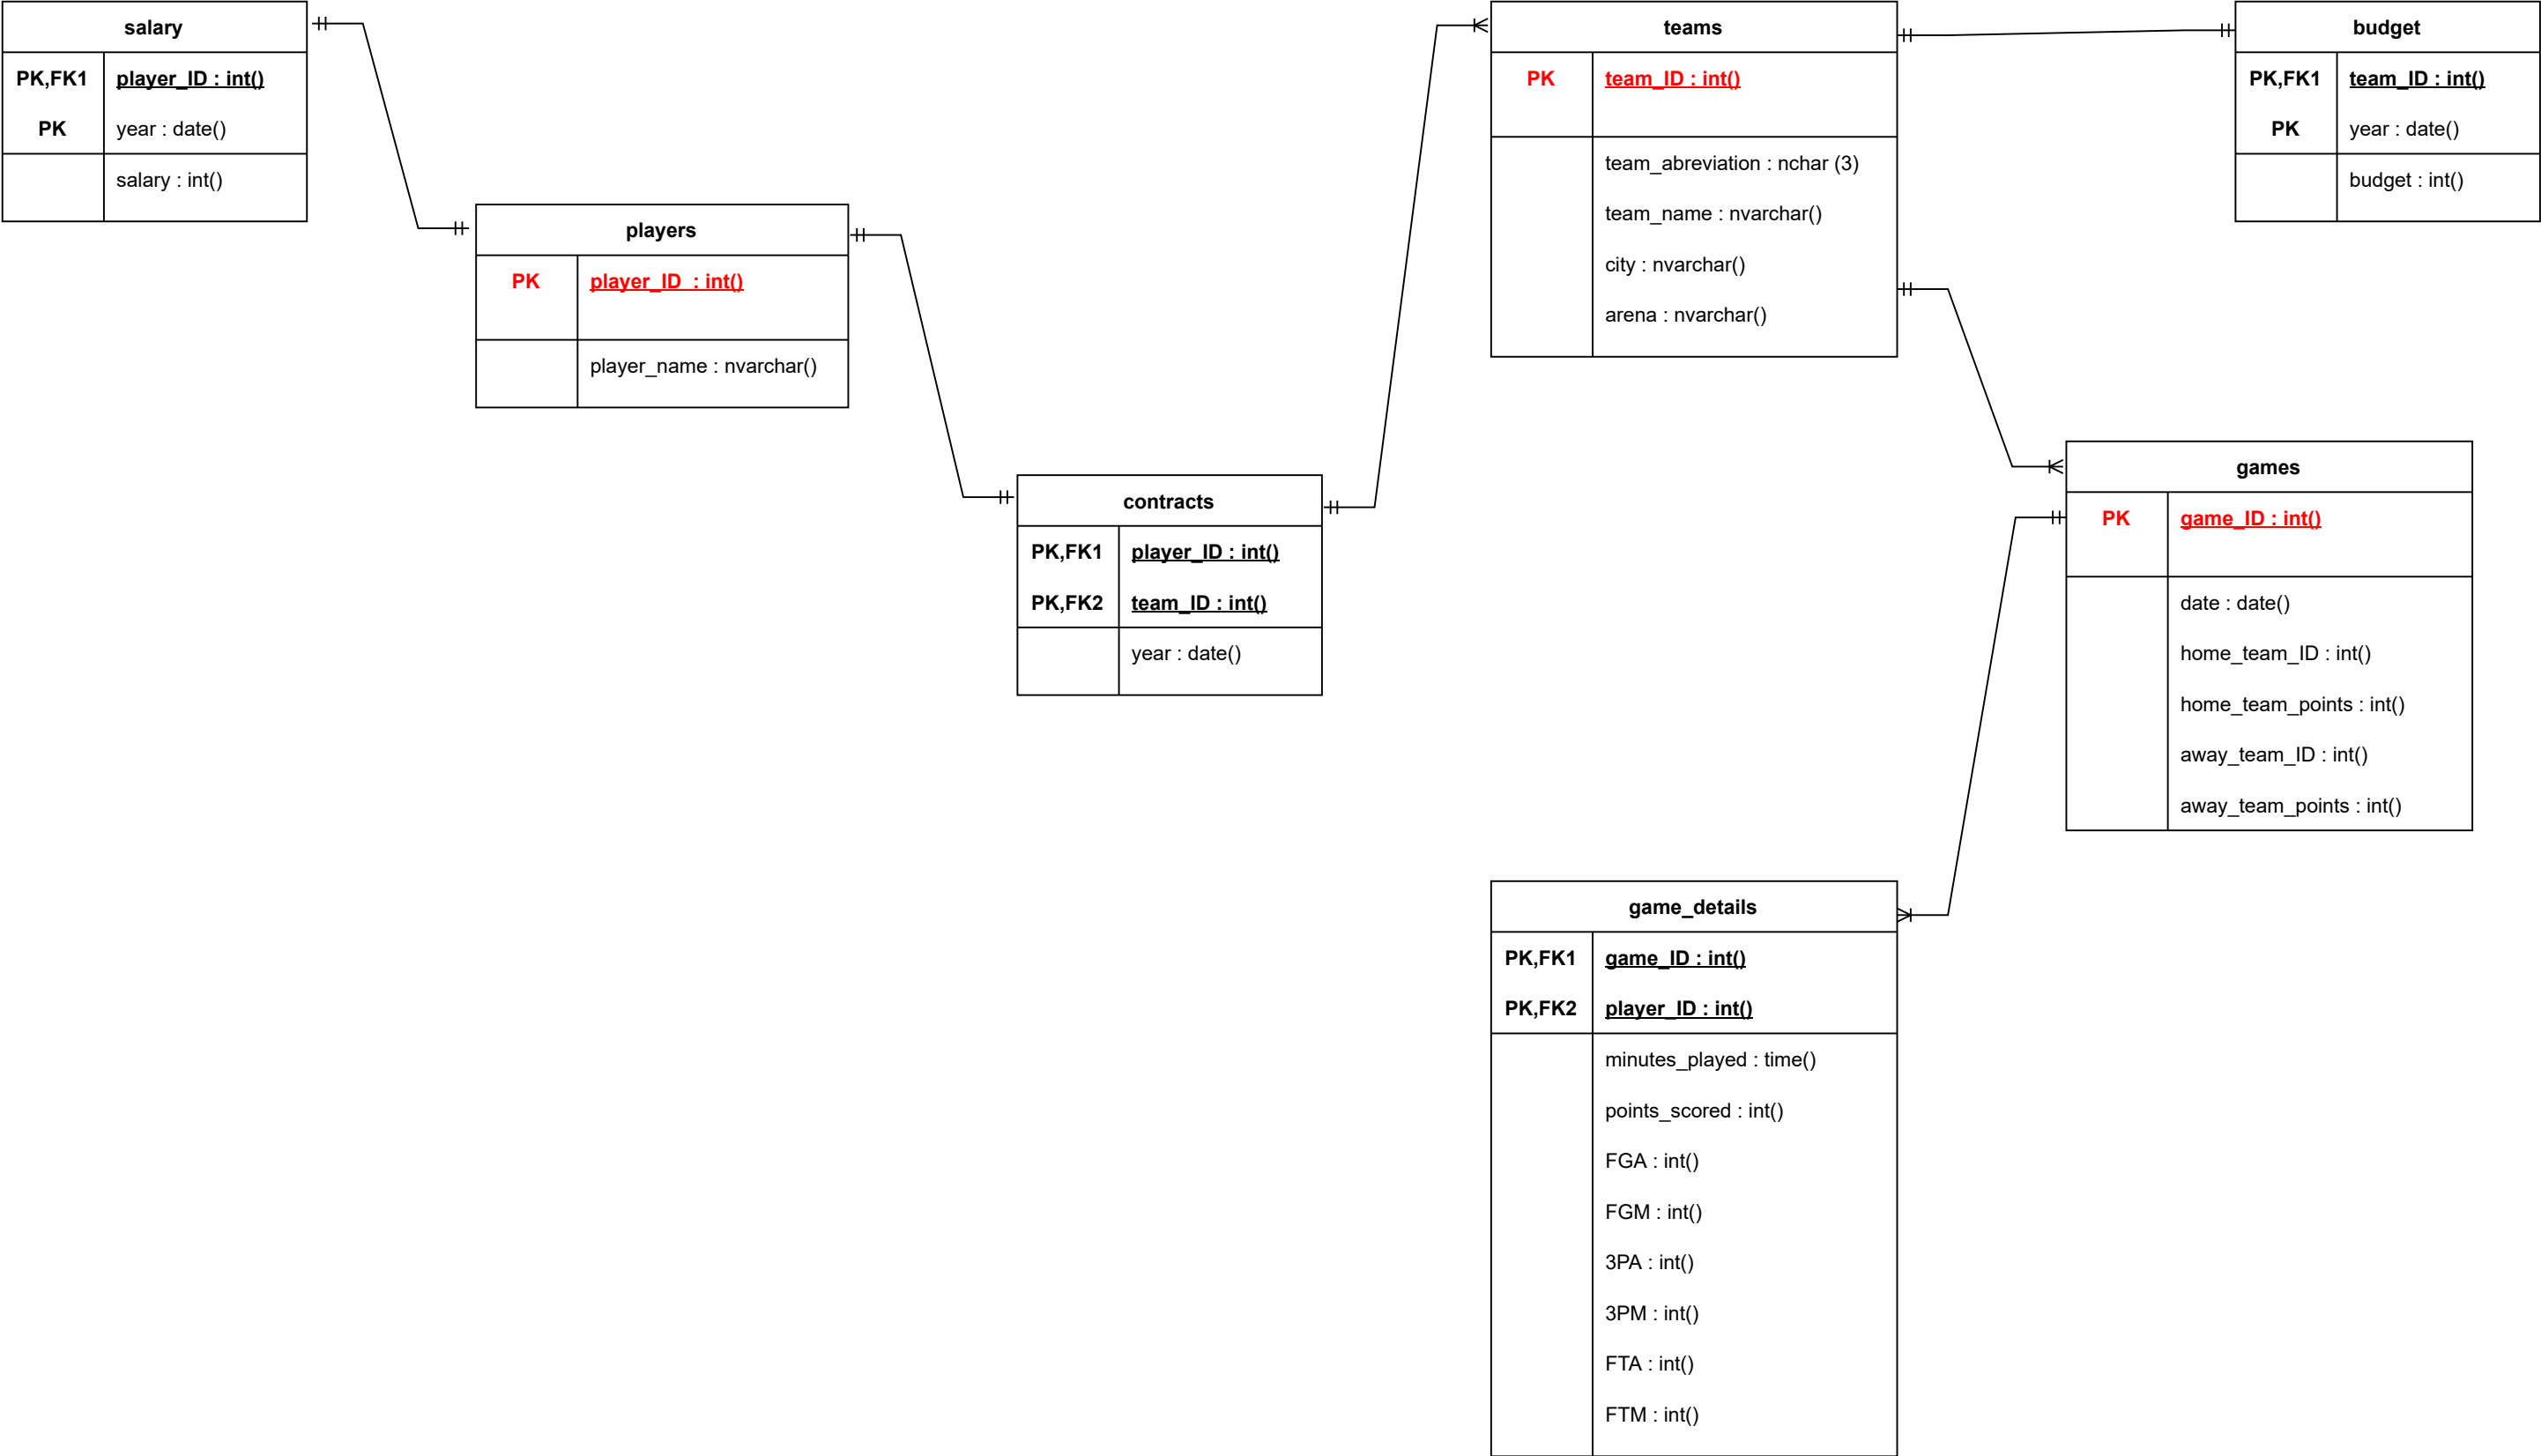 salary
PK,FK1 player_ID : int()
PK year : date()
salary : int()
players
PK player_ID : int()
player_name : nvarchar()
contracts
PK,FK1 player_ID : int()
PK,FK2 team_ID : int()
year : date()
teams
PK team_ID : int()
team_abreviation : nchar (3)
team_name : nvarchar()
city : nvarchar()
arena : nvarchar()
budget
PK,FK1 team_ID : int()
PK year : date()
budget : int()
games
PK game_ID : int()
date : date()
home_team_ID : int()
home_team_points : int()
away_team_ID : int()
away_team_points : int()
game_details
PK,FK1 game_ID : int()
PK,FK2 player_ID : int()
minutes_played : time()
points_scored : int()
FGA : int()
FGM : int()
3PA : int()
3PM : int()
FTA : int()
FTM : int()